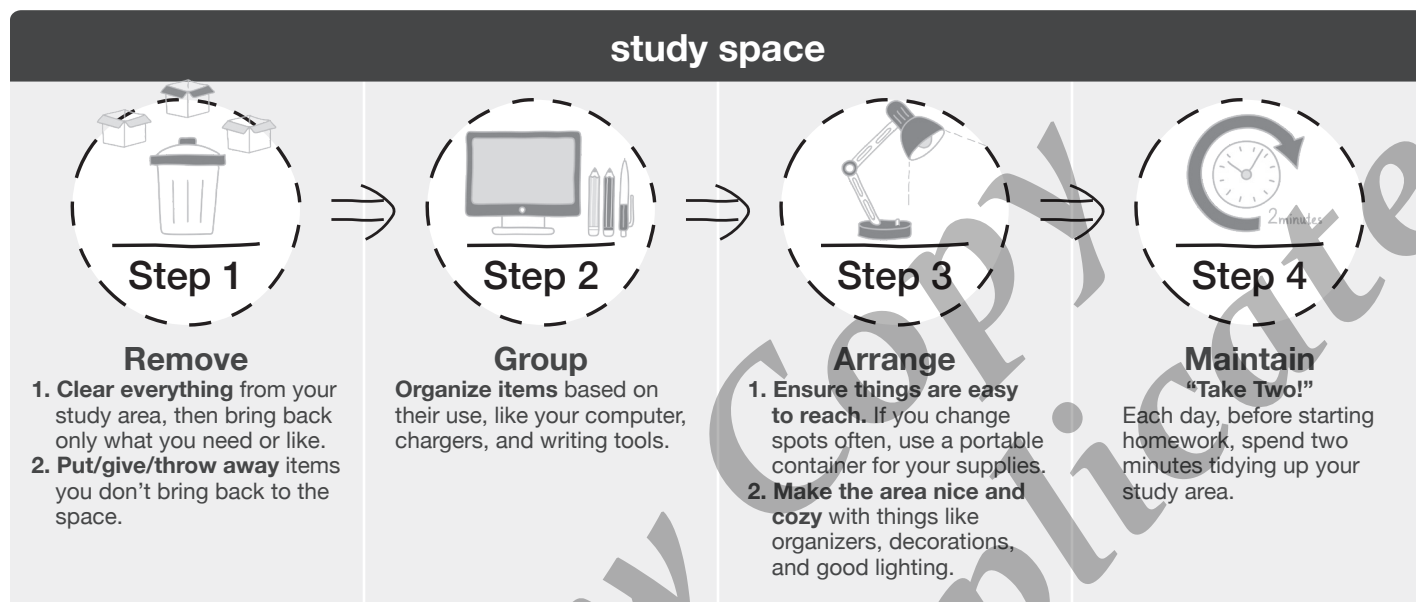 study space
2 minutes
Step 1
Step 2
Step 3
Step 4
Remove
1. Clear everything from your
study area, then bring back
only what you need or like.
2. Put/give/throw away items
you don’t bring back to the
space.
Group
Organize items based on
their use, like your computer,
chargers, and writing tools.
Arrange
1. Ensure things are easy
to reach. If you change
spots often, use a portable
container for your supplies.
2. Make the area nice and
cozy with things like
organizers, decorations,
and good lighting.
Maintain
“Take Two!”
Each day, before starting
homework, spend two
minutes tidying up your
study area.
Copy